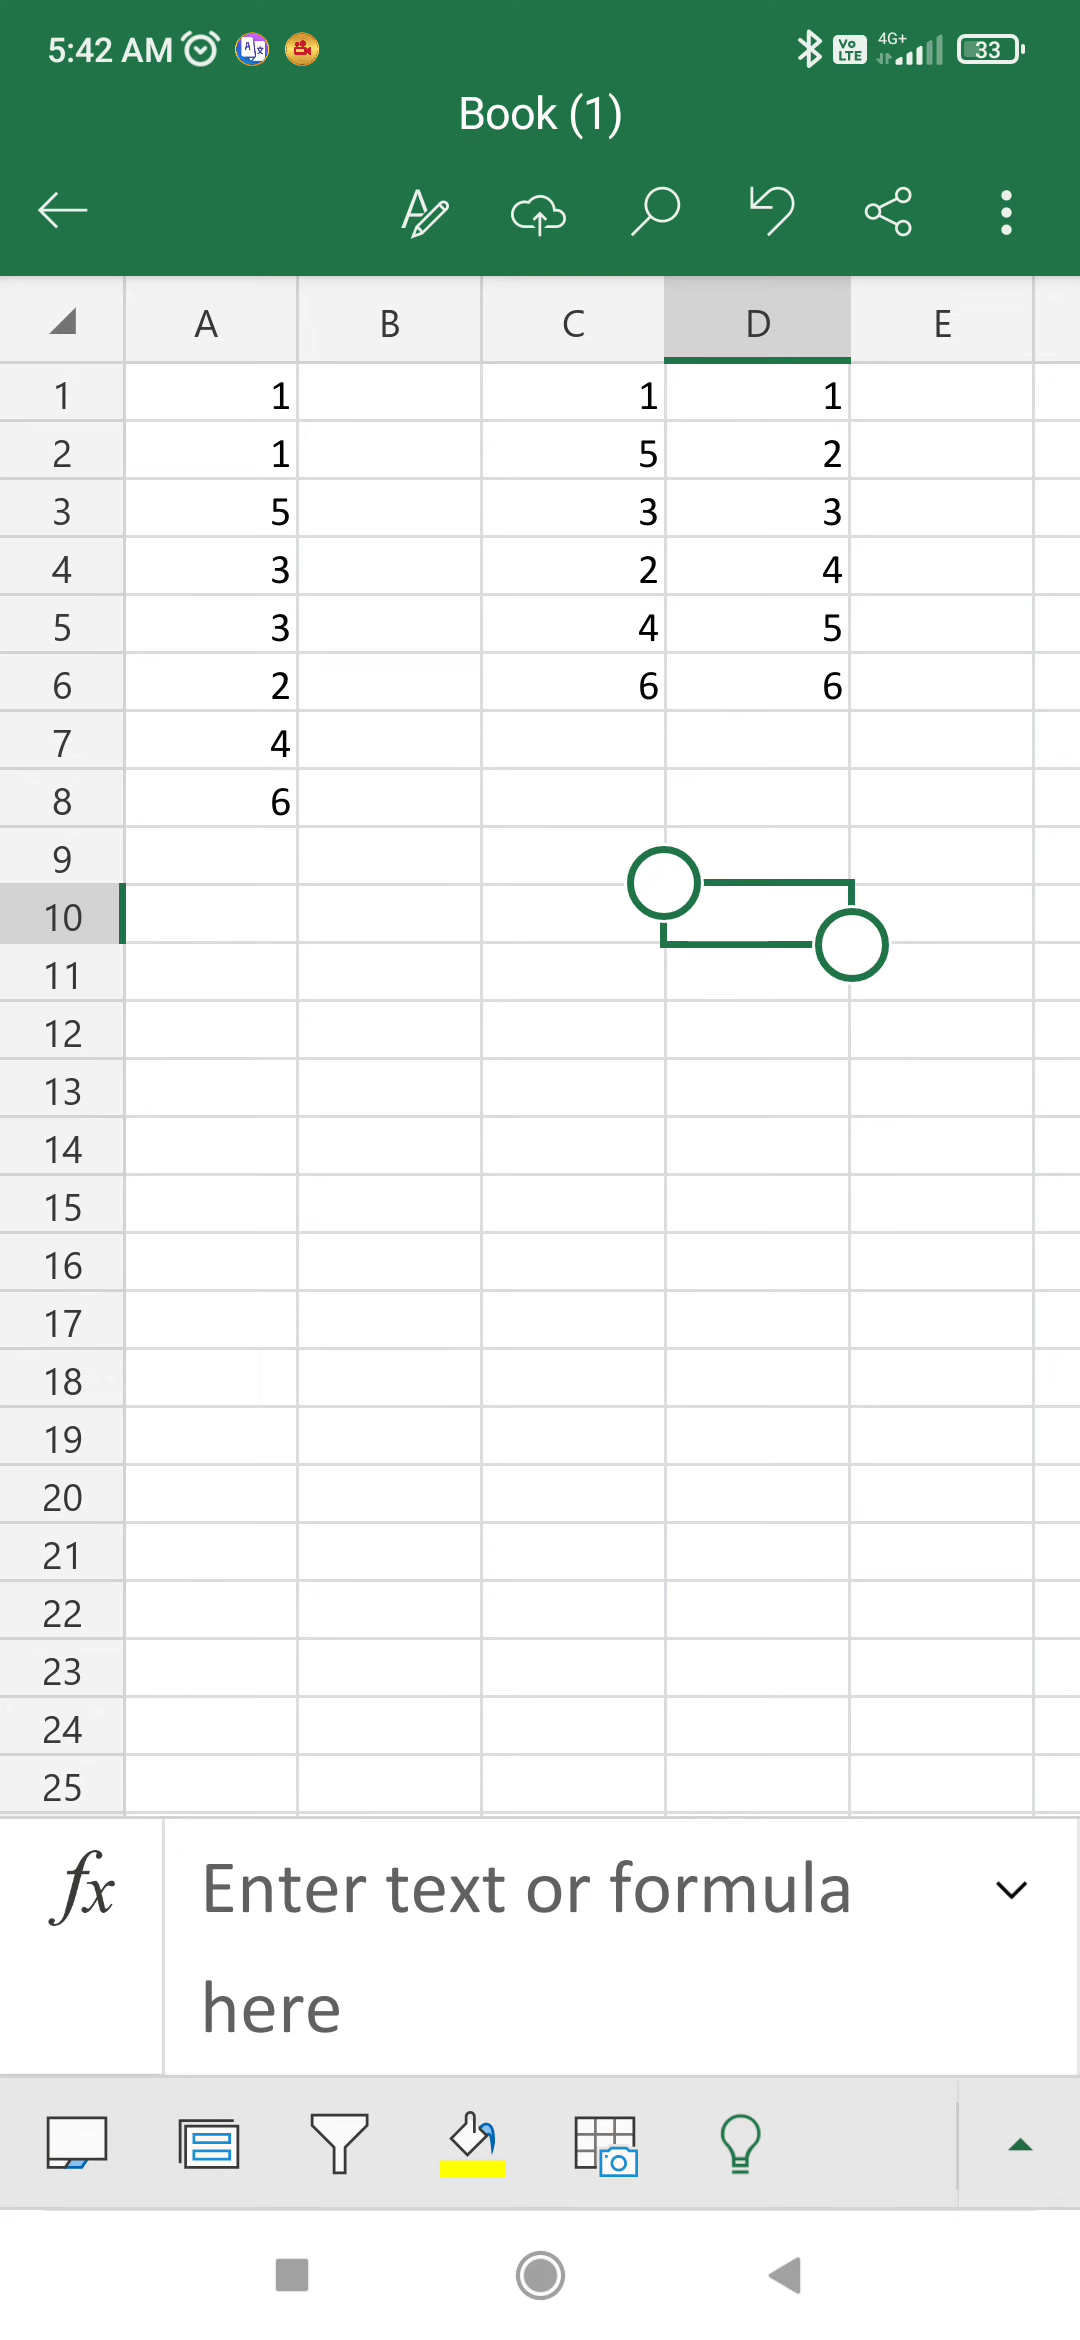 5:42 AM 4G+ Vo LTE 33
Book (1)
A B C D E
1 1 1 1
2 1 5 2
3 5 3 3
4 3 2 4
5 3 4 5
6 2 6 6
7 4
8 6
9
10
11
12
13
14
15
16
17
18
19
20
21
22
23
24
25
fx Enter text or formula
here